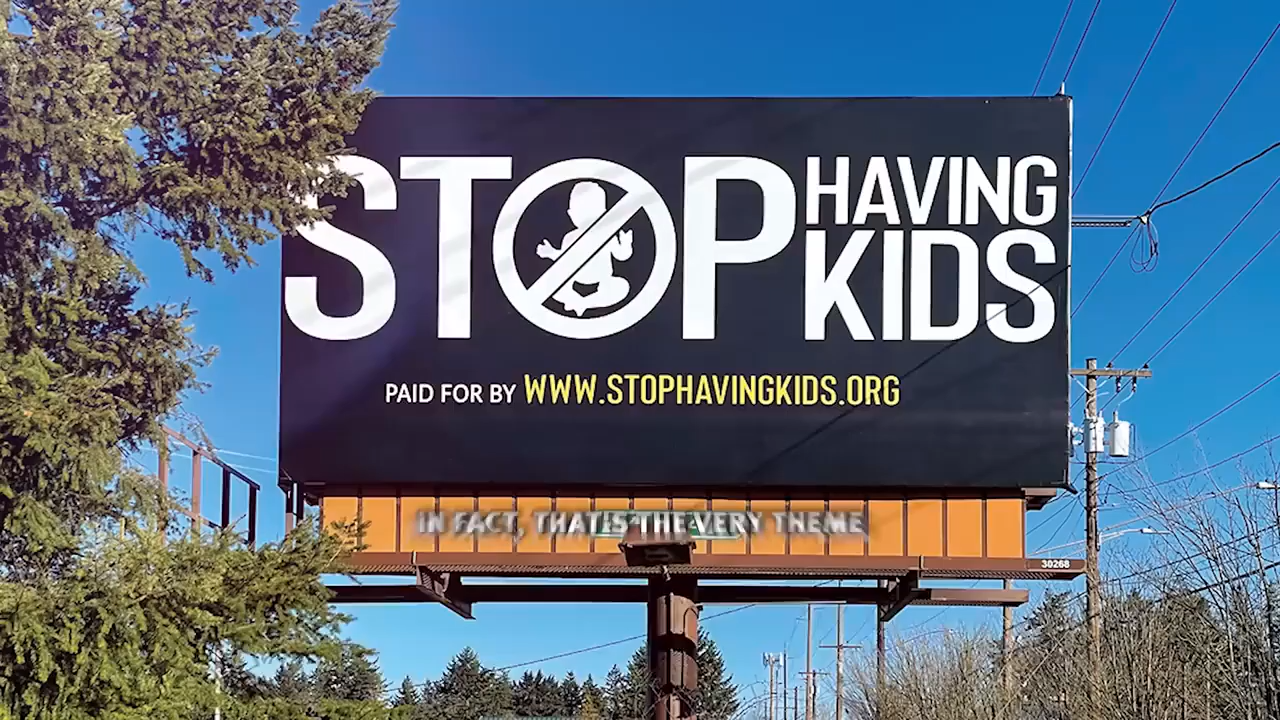 STOP HAVING KIDS
PAID FOR BY WWW.STOPHAVINGKIDS.ORG
IN FACT, THAT'S THE VERY THEME
30268